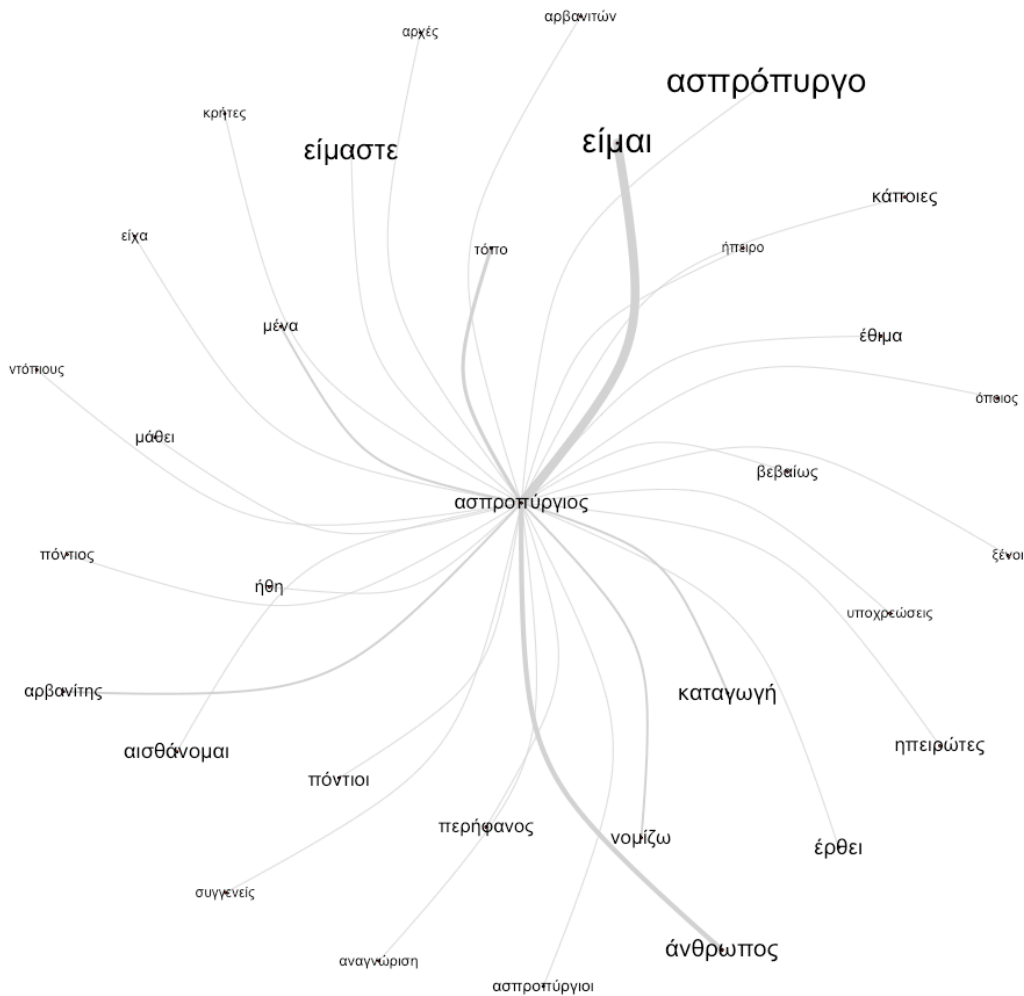 αρβανιτών
αρχές
ασπρόπυργο
κρήτες
είμαι
είμαστε
κάποιες
είχα
τόπο
ήπειρο
μένα
έθιμα
ντόπιους
όποιος
μάθει
βεβαίως
ασπροπύργιος
πόντιος
ξένοι
ήθη
υποχρεώσεις
αρβανίτης
καταγωγή
αισθάνομαι
ηπειρώτες
πόντιοι
περήφανος
νομίζω
έρθει
συγγενείς
άνθρωπος
αναγνώριση
ασπροπύργιοι